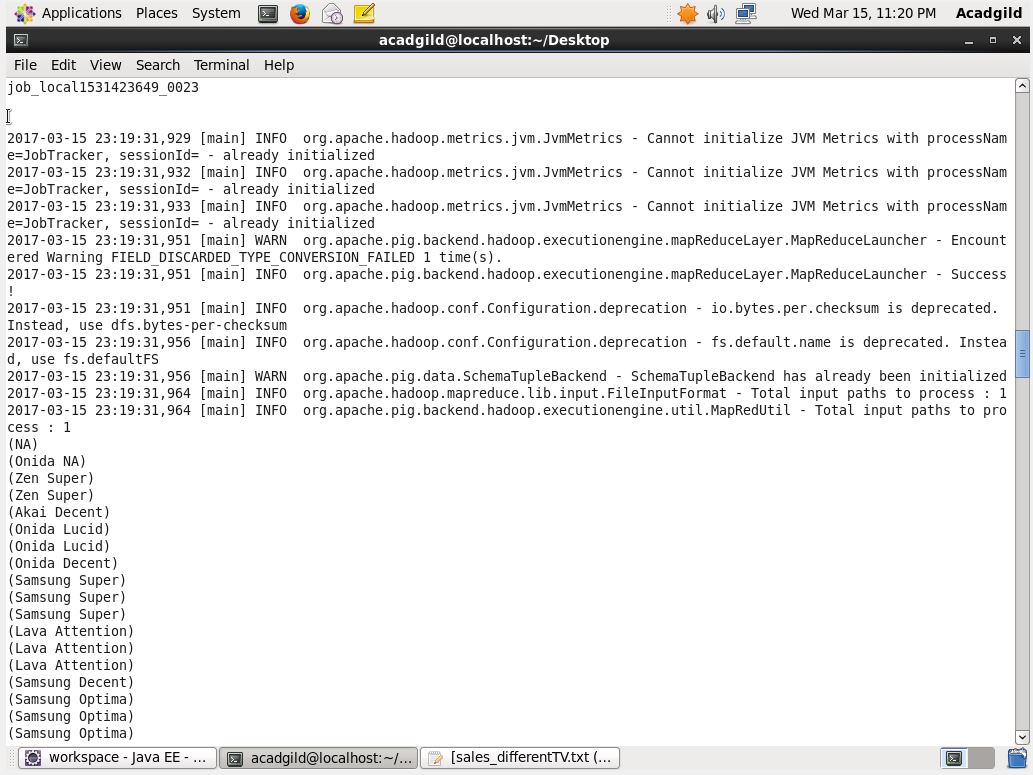 Applications Places System Wed Mar 15, 11:20 PM Acadgild
acadgild@localhost:~/Desktop
File Edit View Search Terminal Help
job_local1531423649_0023
2017-03-15 23:19:31,929 [main] INFO  org.apache.hadoop.metrics.jvm.JvmMetrics - Cannot initialize JVM Metrics with processNam
e=JobTracker, sessionId= - already initialized
2017-03-15 23:19:31,932 [main] INFO  org.apache.hadoop.metrics.jvm.JvmMetrics - Cannot initialize JVM Metrics with processNam
e=JobTracker, sessionId= - already initialized
2017-03-15 23:19:31,933 [main] INFO  org.apache.hadoop.metrics.jvm.JvmMetrics - Cannot initialize JVM Metrics with processNam
e=JobTracker, sessionId= - already initialized
2017-03-15 23:19:31,951 [main] WARN  org.apache.pig.backend.hadoop.executionengine.mapReduceLayer.MapReduceLauncher - Encount
ered Warning FIELD_DISCARDED_TYPE_CONVERSION_FAILED 1 time(s).
2017-03-15 23:19:31,951 [main] INFO  org.apache.pig.backend.hadoop.executionengine.mapReduceLayer.MapReduceLauncher - Success
!
2017-03-15 23:19:31,951 [main] INFO  org.apache.hadoop.conf.Configuration.deprecation - io.bytes.per.checksum is deprecated.
Instead, use dfs.bytes-per-checksum
2017-03-15 23:19:31,956 [main] INFO  org.apache.hadoop.conf.Configuration.deprecation - fs.default.name is deprecated. Instea
d, use fs.defaultFS
2017-03-15 23:19:31,956 [main] WARN  org.apache.pig.data.SchemaTupleBackend - SchemaTupleBackend has already been initialized
2017-03-15 23:19:31,964 [main] INFO  org.apache.hadoop.mapreduce.lib.input.FileInputFormat - Total input paths to process : 1
2017-03-15 23:19:31,964 [main] INFO  org.apache.pig.backend.hadoop.executionengine.util.MapRedUtil - Total input paths to pro
cess : 1
(NA)
(Onida NA)
(Zen Super)
(Zen Super)
(Akai Decent)
(Onida Lucid)
(Onida Lucid)
(Onida Decent)
(Samsung Super)
(Samsung Super)
(Samsung Super)
(Lava Attention)
(Lava Attention)
(Lava Attention)
(Samsung Decent)
(Samsung Optima)
(Samsung Optima)
(Samsung Optima)
workspace - Java EE - ... acadgild@localhost:~/... [sales_differentTV.txt (...